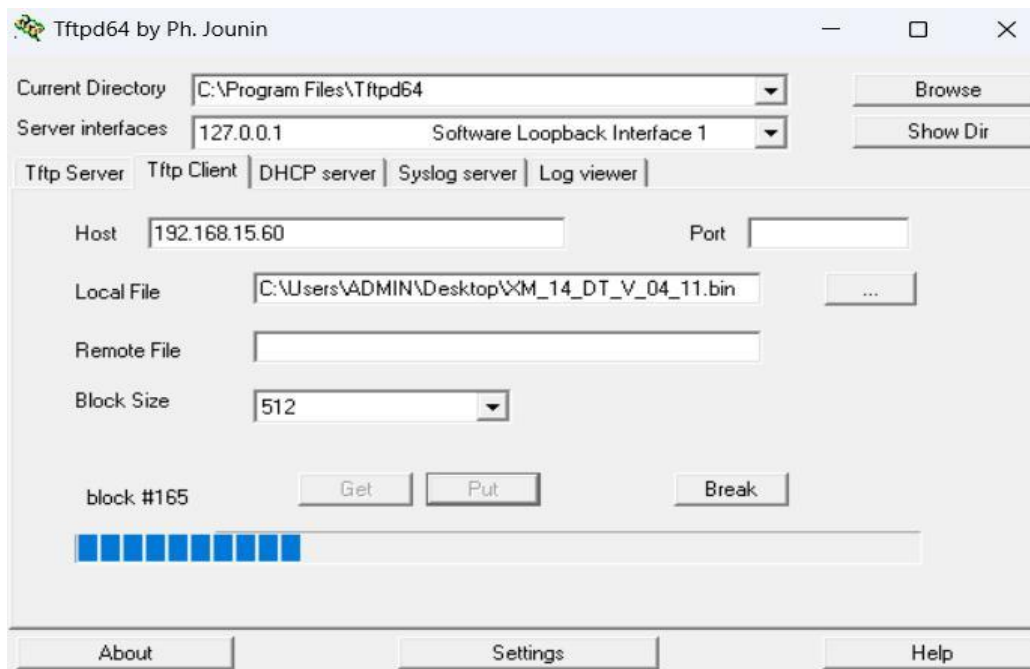 Tftpd64 by Ph. Jounin
Current Directory C:\Program Files\Tftpd64 Browse
Server interfaces 127.0.0.1 Software Loopback Interface 1 Show Dir
Tftp Server Tftp Client DHCP server Syslog server Log viewer
Host 192.168.15.60 Port
Local File C:\Users\ADMIN\Desktop\XM_14_DT_V_04_11.bin ...
Remote File
Block Size 512
block #165 Get Put Break
About Settings Help